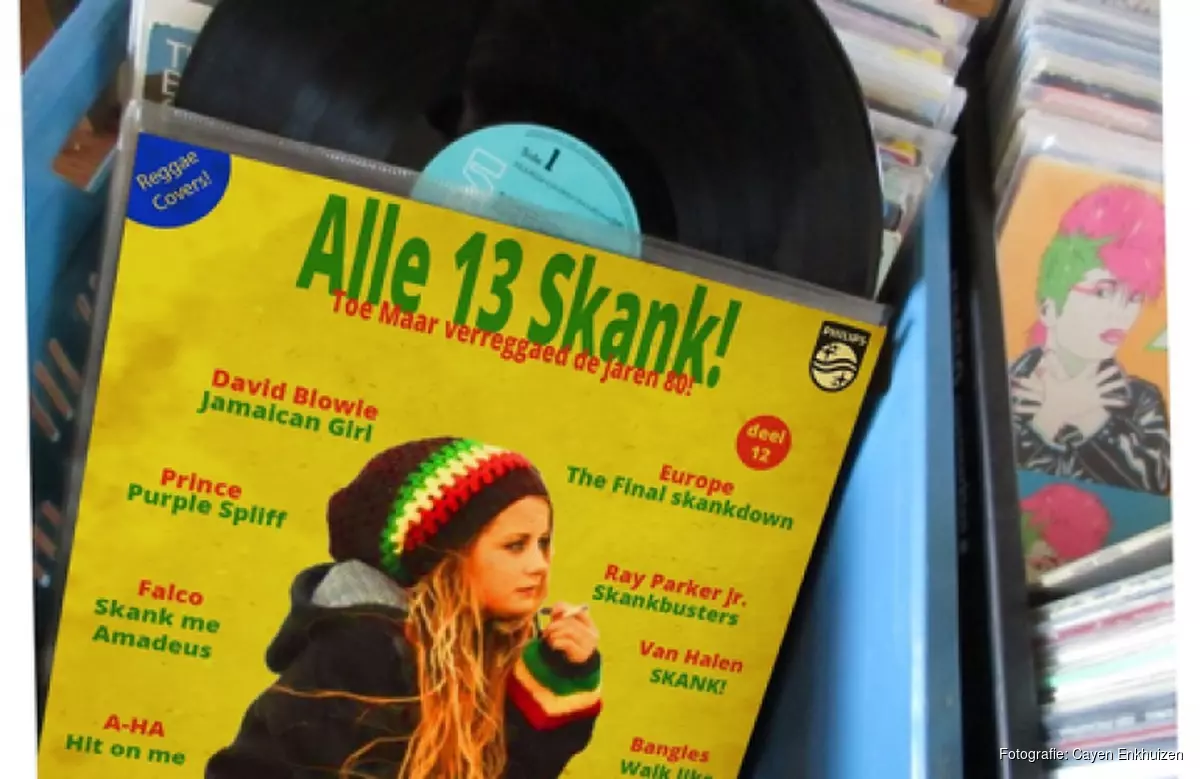 Reggae
Covers!
Side 1
Alle 13 Skank!
Toe Maar verreggaed de jaren 80!
PHILIPS
deel
12
David Blowie
Jamaican Girl
Europe
The Final skankdown
Prince
Purple Spliff
Ray Parker jr.
Skankbusters
Falco
Skank me
Amadeus
Van Halen
SKANK!
A-HA
Hit on me
Bangles
Walk like
Fotografie: Cayen Enkhuizen